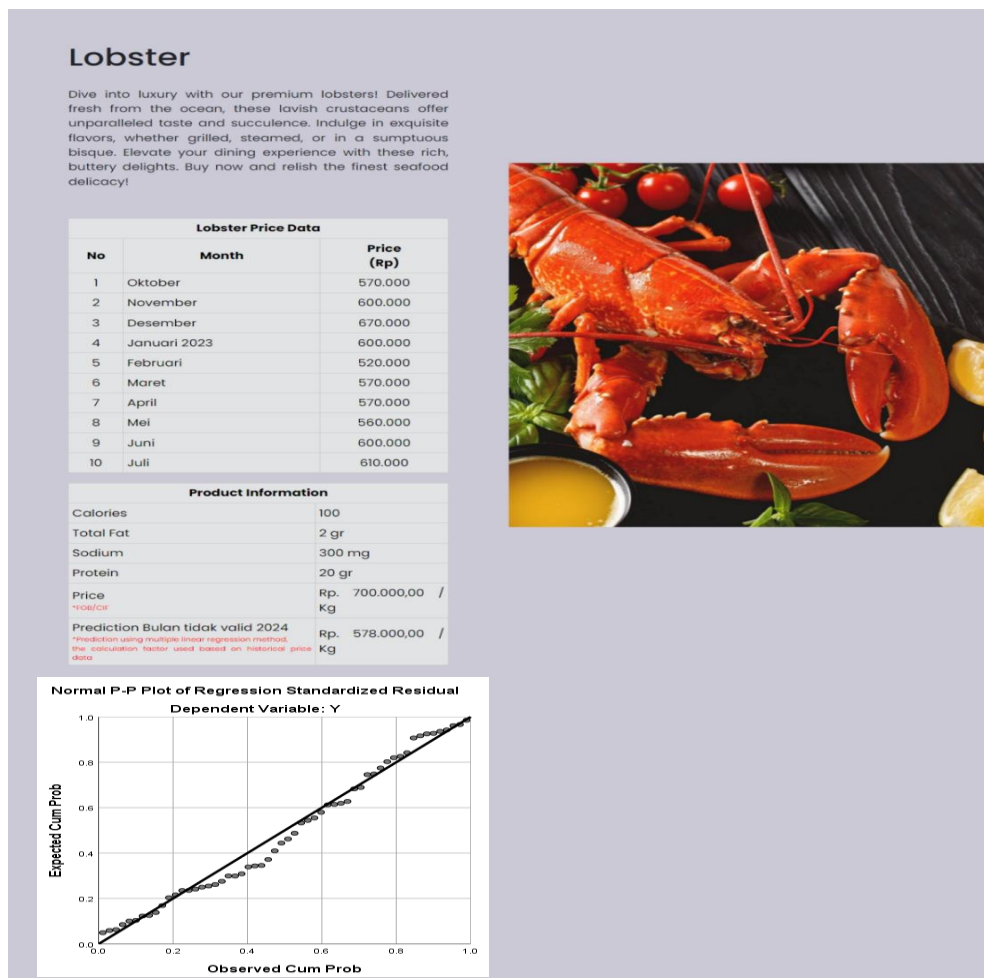 Lobster
Dive into luxury with our premium lobsters! Delivered
fresh from the ocean, these lavish crustaceans offer
unparalleled taste and succulence. Indulge in exquisite
flavors, whether grilled, steamed, or in a sumptuous
bisque. Elevate your dining experience with these rich,
buttery delights. Buy now and relish the finest seafood
delicacy!
Lobster Price Data
No Month Price
(Rp)
1 Oktober 570.000
2 November 600.000
3 Desember 670.000
4 Januari 2023 600.000
5 Februari 520.000
6 Maret 570.000
7 April 570.000
8 Mei 560.000
9 Juni 600.000
10 Juli 610.000
Product Information
Calories 100
Total Fat 2 gr
Sodium 300 mg
Protein 20 gr
Price Rp. 700.000,00 /
*FOB/CIF Kg
Prediction Bulan tidak valid 2024 Rp. 578.000,00 /
*Prediction using multiple linear regression method, Kg
the calculation factor used based on historical price
data
Normal P-P Plot of Regression Standardized Residual
Dependent Variable: Y
Expected Cum Prob
1.0
0.8
0.6
0.4
0.2
0.0
0.0 0.2 0.4 0.6 0.8 1.0
Observed Cum Prob